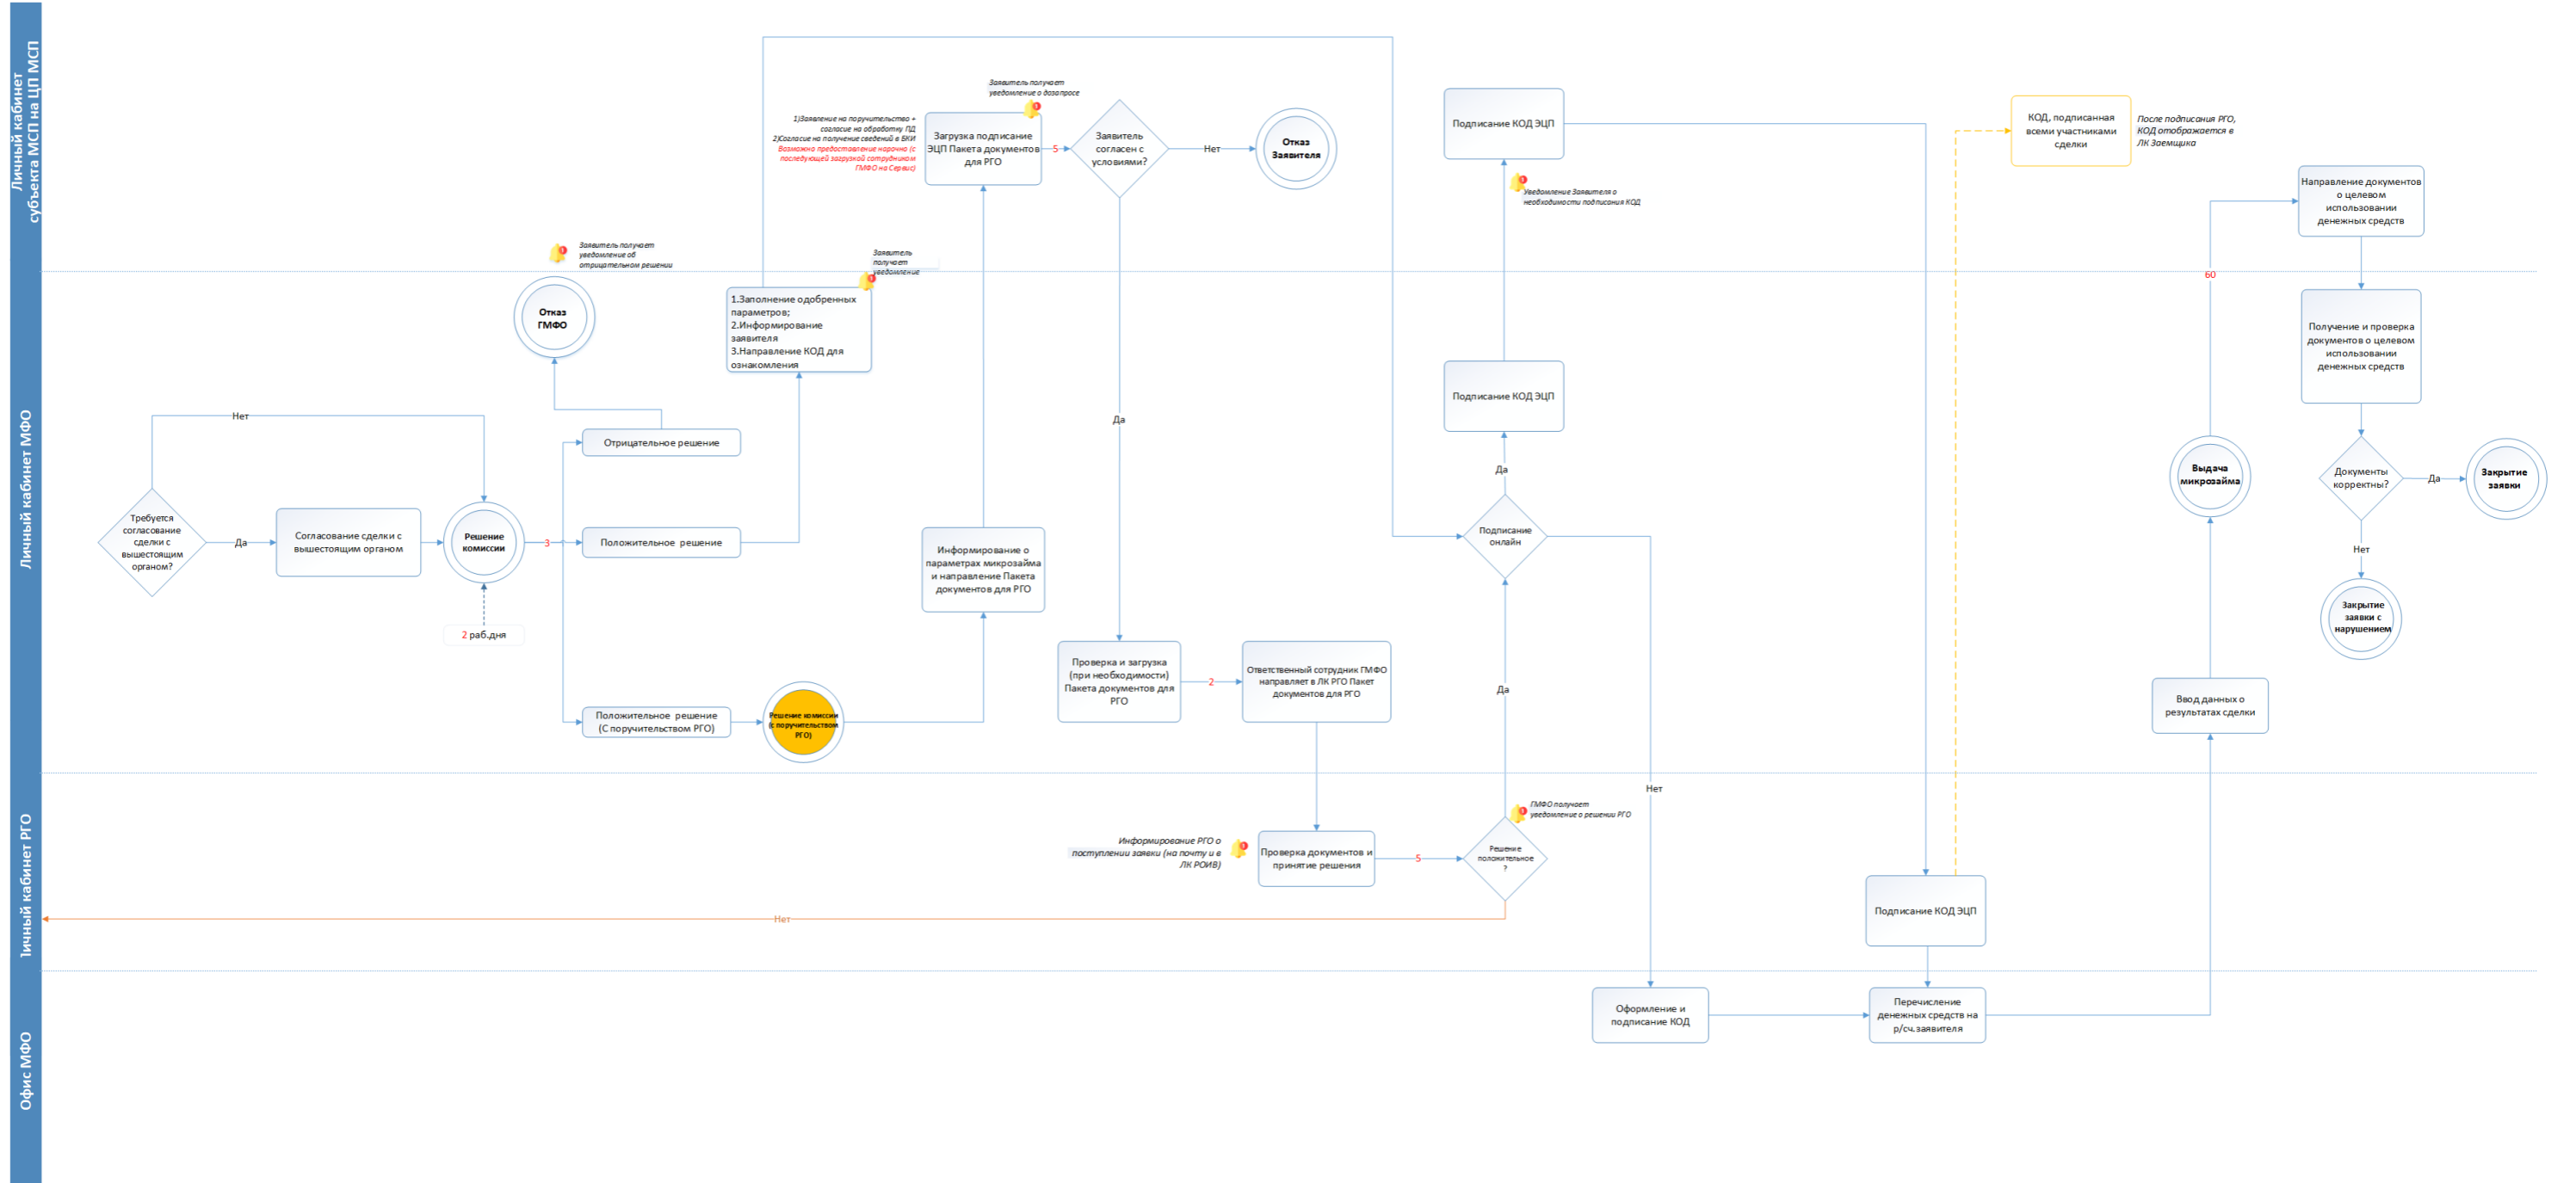 Личный кабинет
субъекта МСП на ЦП МСП
Заявитель получает
уведомление о дозапросе
1)Заявление на поручительство +
согласие на обработку ПД
2)Согласие на получение сведений в БКИ
Возможно предоставление нарочно (с
последующей загрузкой сотрудником
ГМФО на Сервис)
Загрузка подписание
ЭЦП Пакета документов
для РГО
5
Заявитель
согласен с
условиями?
Нет
Отказ
Заявителя
Подписание КОД ЭЦП
Уведомление Заявителя о
необходимости подписания КОД
КОД, подписанная
всеми участниками
сделки
После подписания РГО,
КОД отображается в
ЛК Заемщика
Направление документов
о целевом
использовании
денежных средств
Заявитель получает
уведомление об
отрицательном решении
Заявитель
получает
уведомление
60
Личный кабинет МФО
Отказ
ГМФО
1.Заполнение одобренных
параметров;
2.Информирование
заявителя
3.Направление КОД для
ознакомления
Получение и проверка
документов о целевом
использовании
денежных средств
Подписание КОД ЭЦП
Нет
Да
Отрицательное решение
Да
Выдача
микрозайма
Документы
корректны?
Да
Закрытие
заявки
Требуется
согласование
сделки с
вышестоящим
органом?
Да
Согласование сделки с
вышестоящим органом
Решение
комиссии
3
Положительное решение
Информирование о
параметрах микрозайма
и направление Пакета
документов для РГО
Подписание
онлайн
Нет
Закрытие
заявки с
нарушением
2 раб.дня
Проверка и загрузка
(при необходимости)
Пакета документов для
РГО
2
Ответственный сотрудник ГМФО
направляет в ЛК РГО Пакет
документов для РГО
Да
Ввод данных о
результатах сделки
Положительное решение
(С поручительством РГО)
Решение комиссии
(с поручительством
РГО)
Личный кабинет РГО
Нет
ГМФО получает
уведомление о решении РГО
Информирование РГО о
поступлении заявки (на почту и в
ЛК РОИВ)
Проверка документов и
принятие решения
5
Решение
положительное
?
Нет
Подписание КОД ЭЦП
Офис МФО
Оформление и
подписание КОД
Перечисление
денежных средств на
р/сч.заявителя